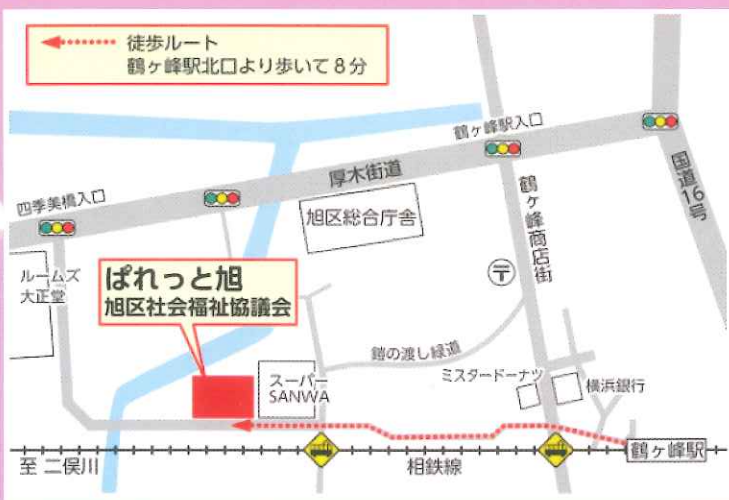 徒歩ルート
鶴ヶ峰駅北口より歩いて8分
鶴ヶ峰駅入口
厚木街道
四季美橋入口
国道16号
旭区総合庁舎
鶴ヶ峰商店街
〒
ルームズ
大正堂
ぱれっと旭
旭区社会福祉協議会
鎧の渡し緑道
スーパー
SANWA
ミスタードーナツ
横浜銀行
鶴ヶ峰駅
至 二俣川
相鉄線